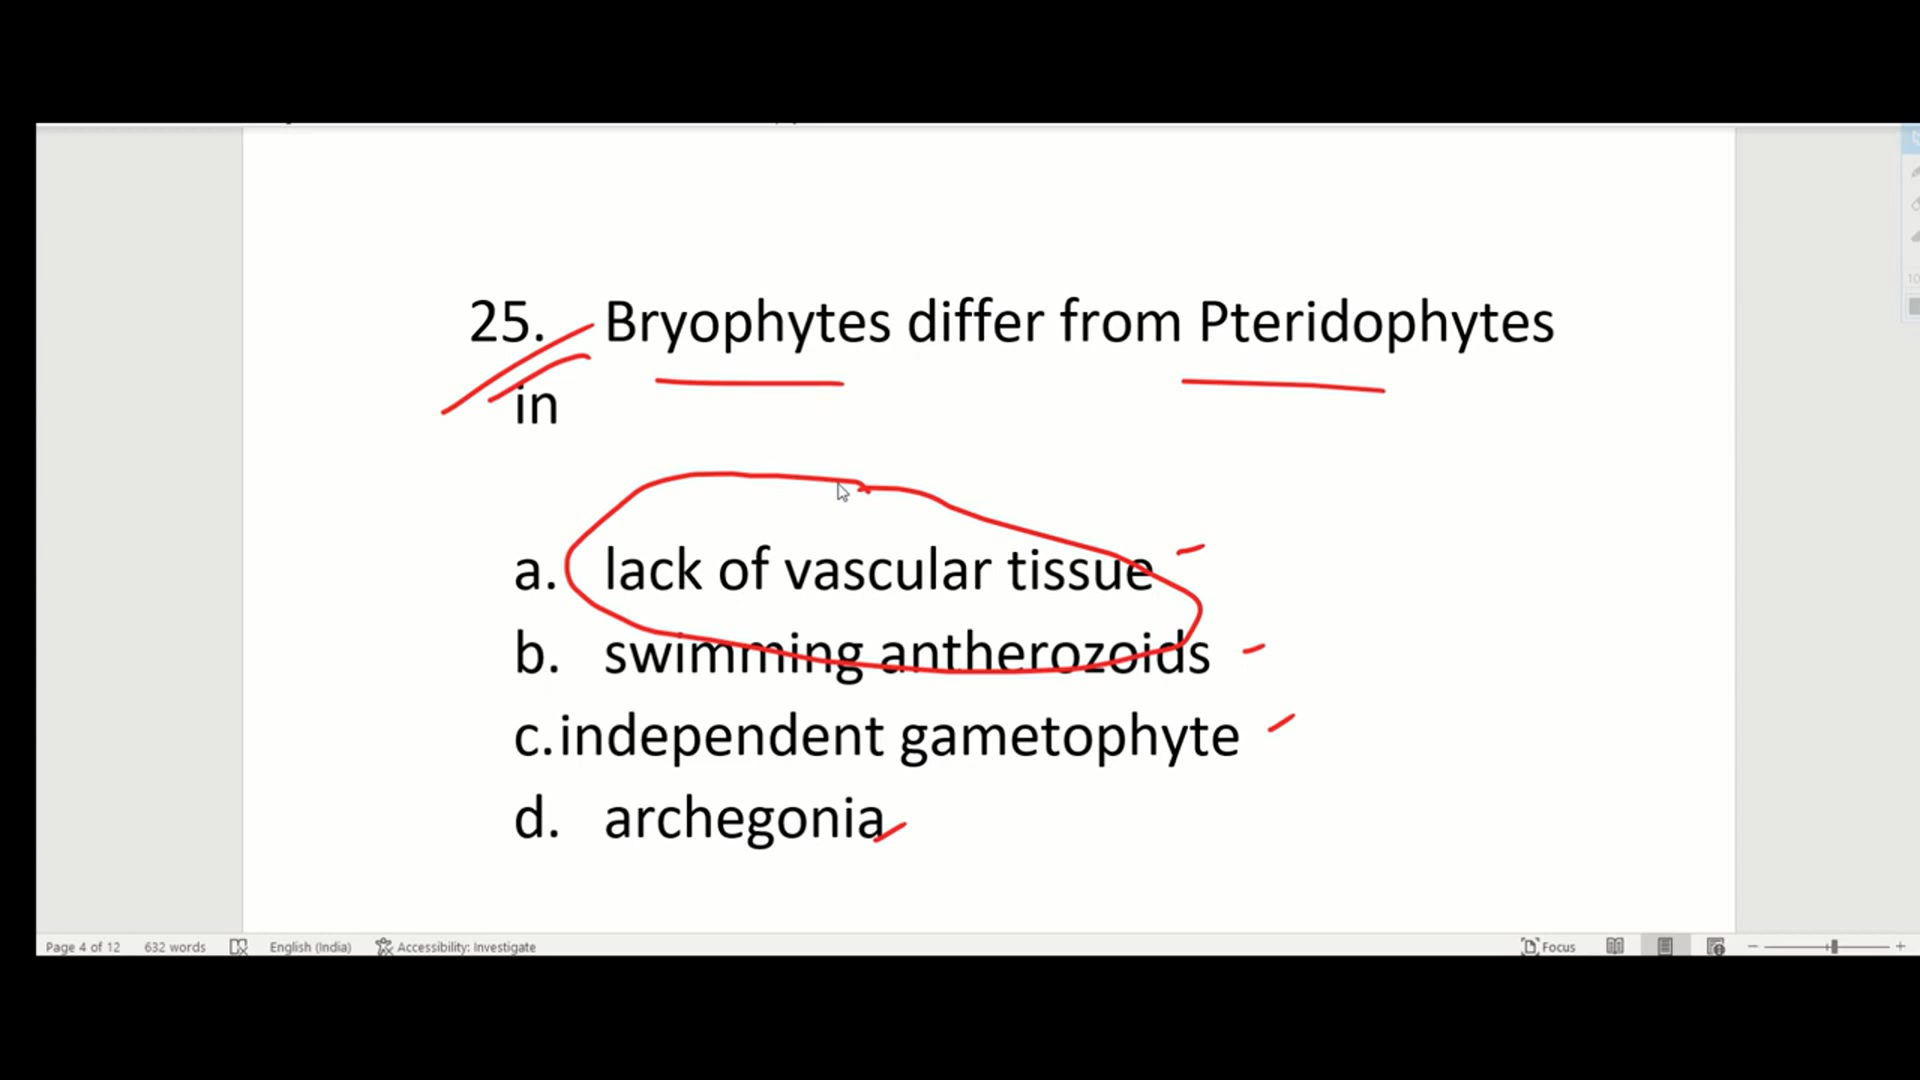 25. Bryophytes differ from Pteridophytes
in
a. lack of vascular tissue
b. swimming antherozoids
c. independent gametophyte
d. archegonia
Page 4 of 12 632 words English (India) Accessibility: Investigate Focus